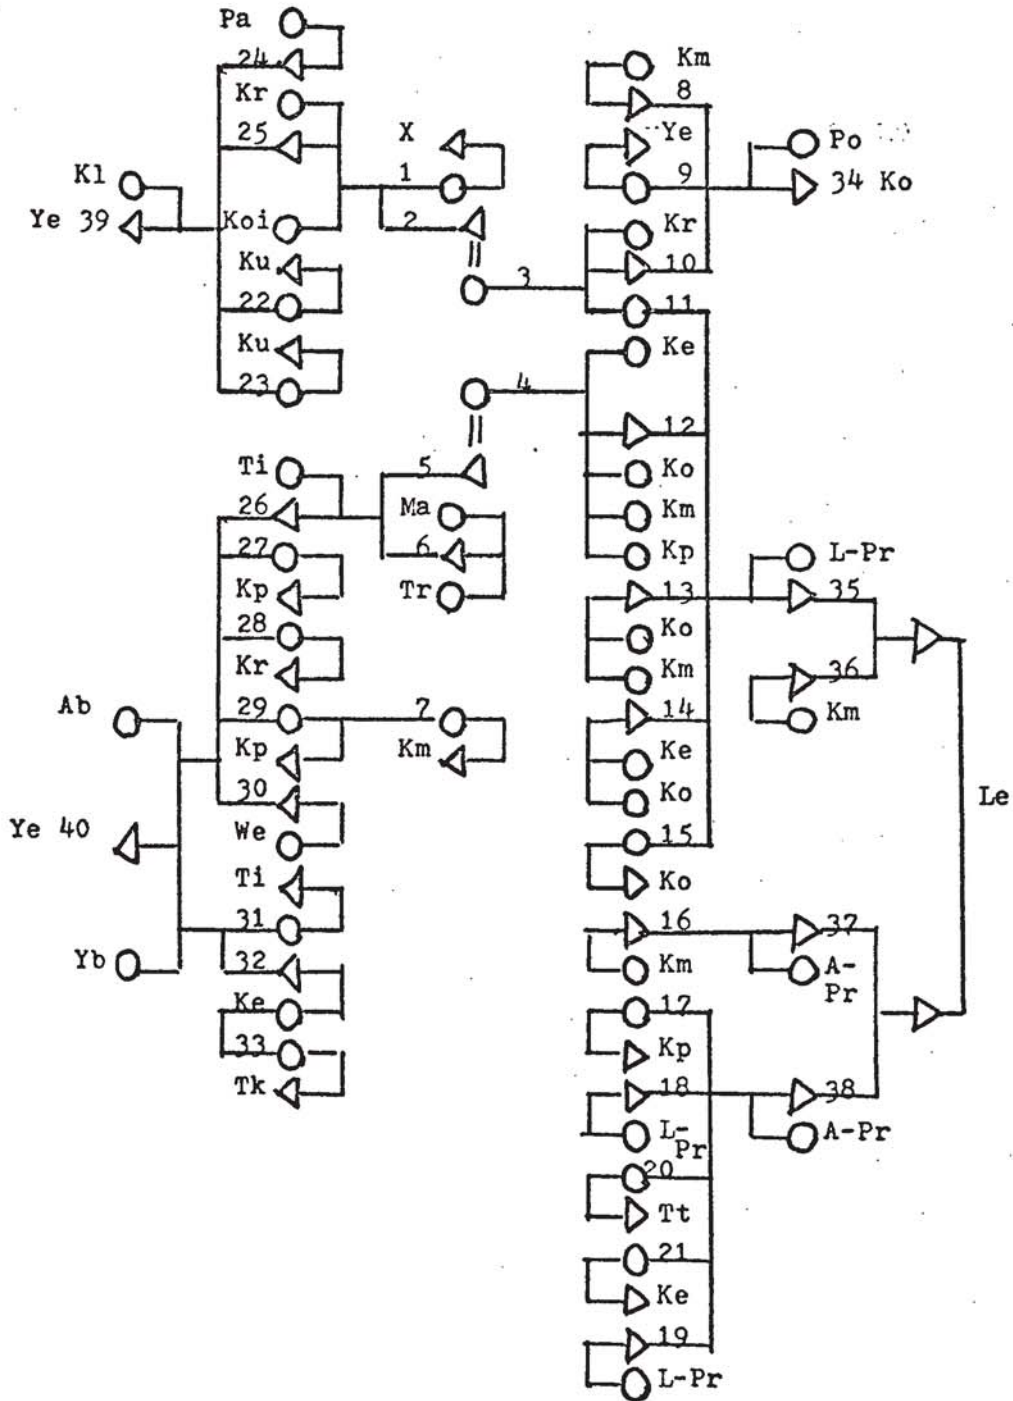 Pa
24
Km
Kr
8
25
X
Ye
Po
Kl
1
9
34 Ko
Ye 39
Koi
2
Kr
Ku
3
10
22
11
Ku
Ke
23
4
12
Ti
5
Ko
26
Ma
Km
27
6
Kp
L-Pr
Kp
Tr
13
35
28
Ko
Kr
Km
36
Ab
29
7
14
Km
Kp
Km
Ke
30
Ko
Le
Ye 40
We
15
Ti
Ko
31
16
37
Yb
32
Km
A-
Pr
Ke
17
33
Kp
Tk
18
38
L-
Pr
A-Pr
20
Tt
21
Ke
19
L-Pr